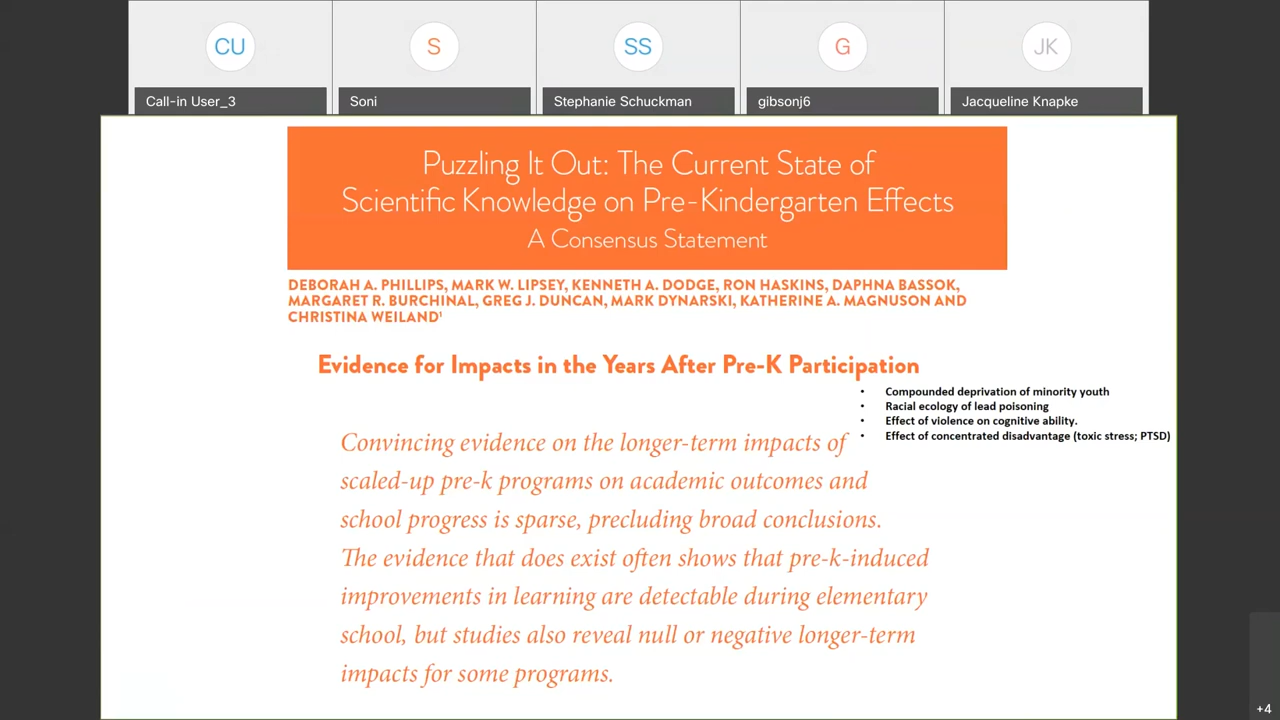 CU
S
SS
G
JK
Call-in User_3
Soni
Stephanie Schuckman
gibsonj6
Jacqueline Knapke
Puzzling It Out: The Current State of
Scientific Knowledge on Pre-Kindergarten Effects
A Consensus Statement
DEBORAH A. PHILLIPS, MARK W. LIPSEY, KENNETH A. DODGE, RON HASKINS, DAPHNA BASSOK,
MARGARET R. BURCHINAL, GREG J. DUNCAN, MARK DYNARSKI, KATHERINE A. MAGNUSON AND
CHRISTINA WEILAND¹
Evidence for Impacts in the Years After Pre-K Participation
• Compounded deprivation of minority youth
• Racial ecology of lead poisoning
• Effect of violence on cognitive ability.
• Effect of concentrated disadvantage (toxic stress; PTSD)
Convincing evidence on the longer-term impacts of
scaled-up pre-k programs on academic outcomes and
school progress is sparse, precluding broad conclusions.
The evidence that does exist often shows that pre-k-induced
improvements in learning are detectable during elementary
school, but studies also reveal null or negative longer-term
impacts for some programs.
+4